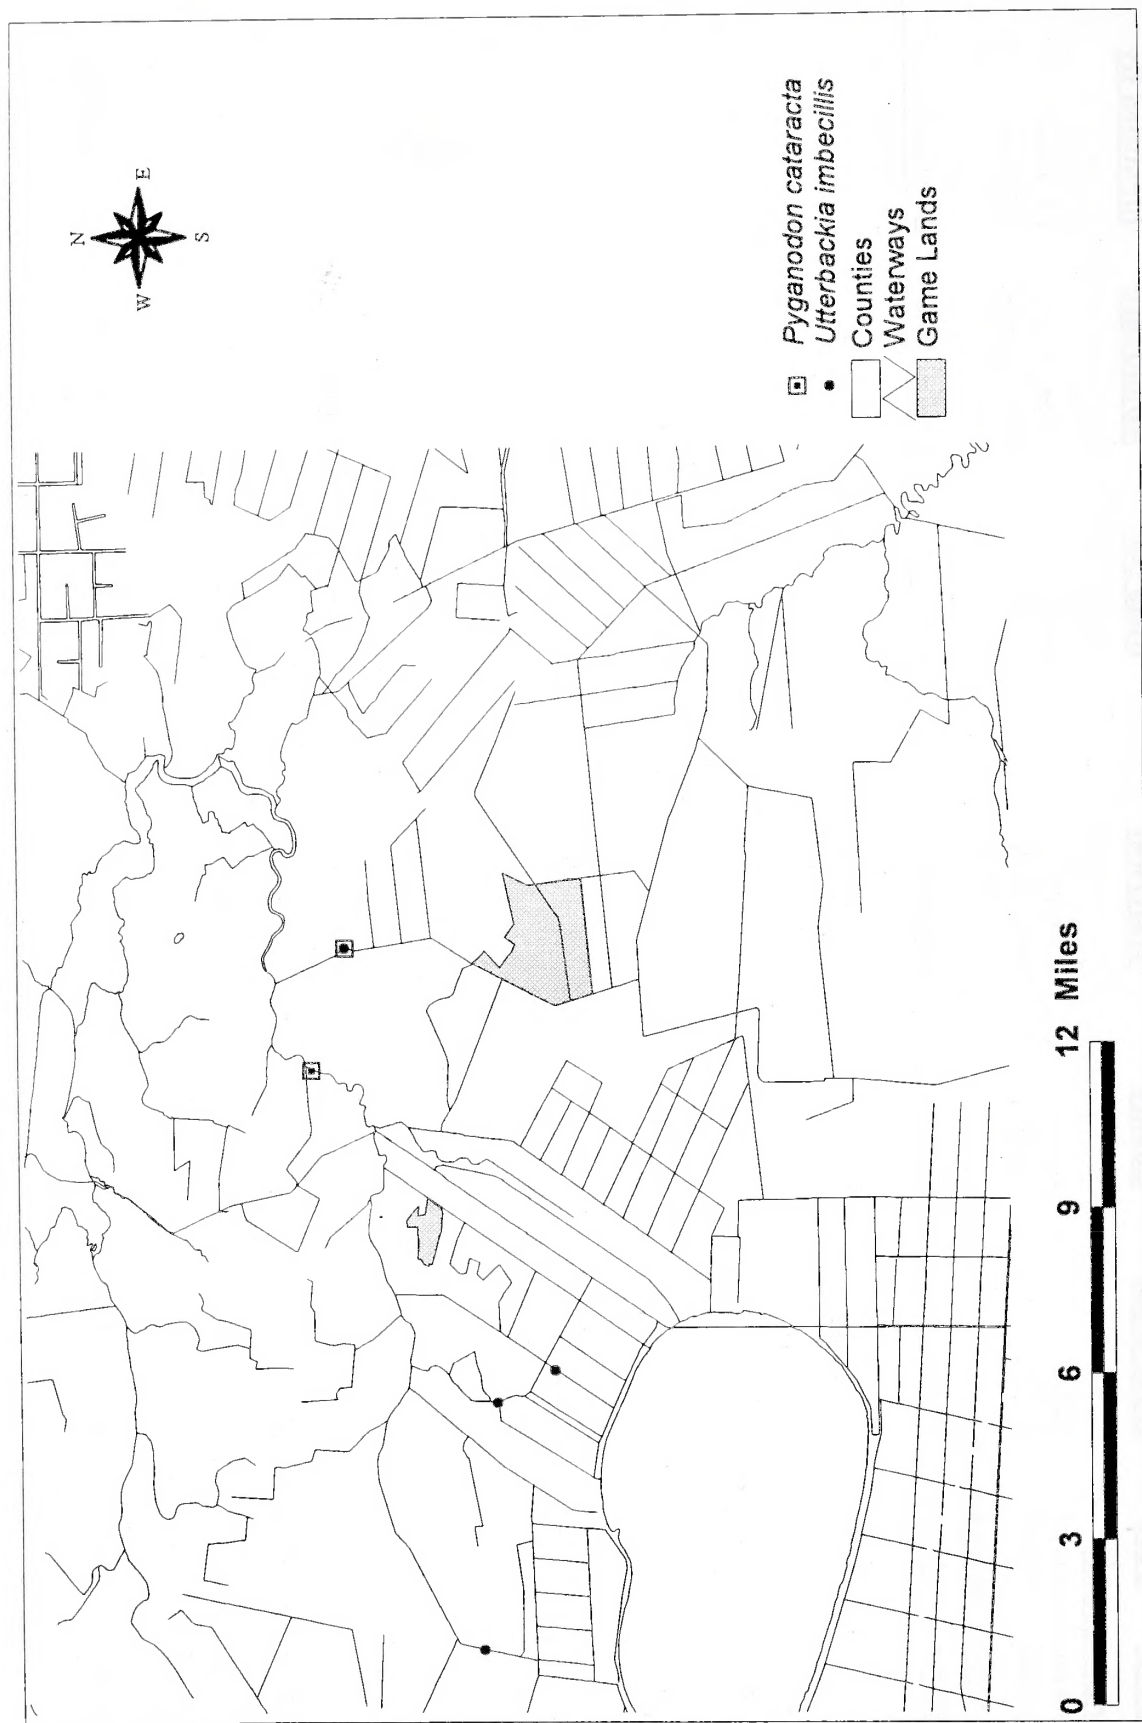 N
W
E
S
Pyganodon cataracta
Utterbackia imbecillis
Counties
Waterways
Game Lands
0 3 6 9 12 Miles